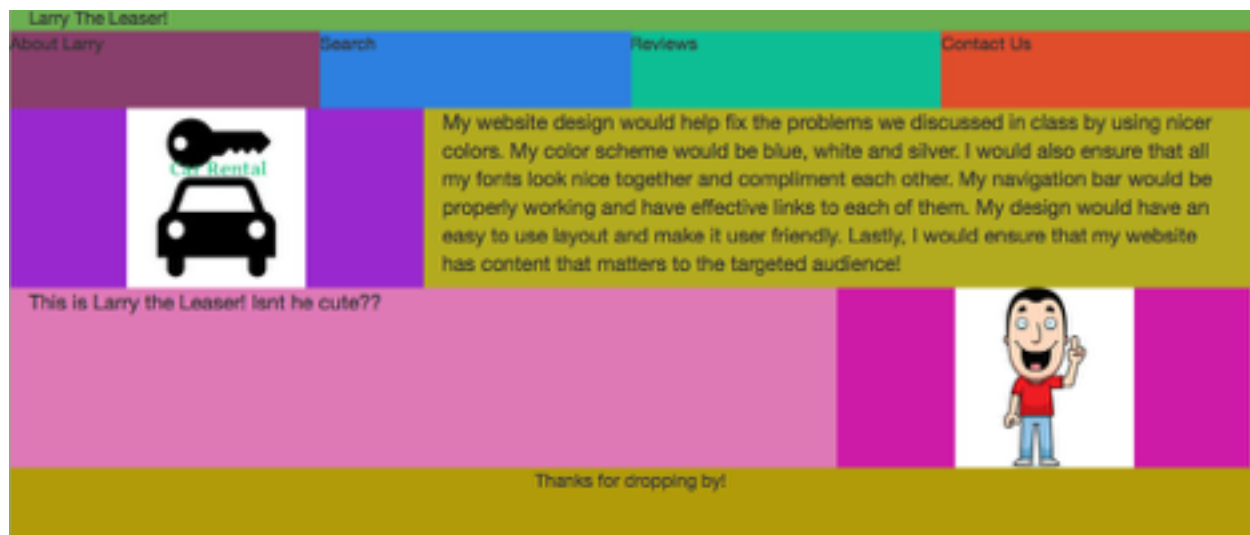 Larry The Leaser!
About Larry
Search
Reviews
Contact Us
Car Rental
My website design would help fix the problems we discussed in class by using nicer
colors. My color scheme would be blue, white and silver. I would also ensure that all
my fonts look nice together and compliment each other. My navigation bar would be
properly working and have effective links to each of them. My design would have an
easy to use layout and make it user friendly. Lastly, I would ensure that my website
has content that matters to the targeted audience!
This is Larry the Leaser! Isnt he cute??
Thanks for dropping by!